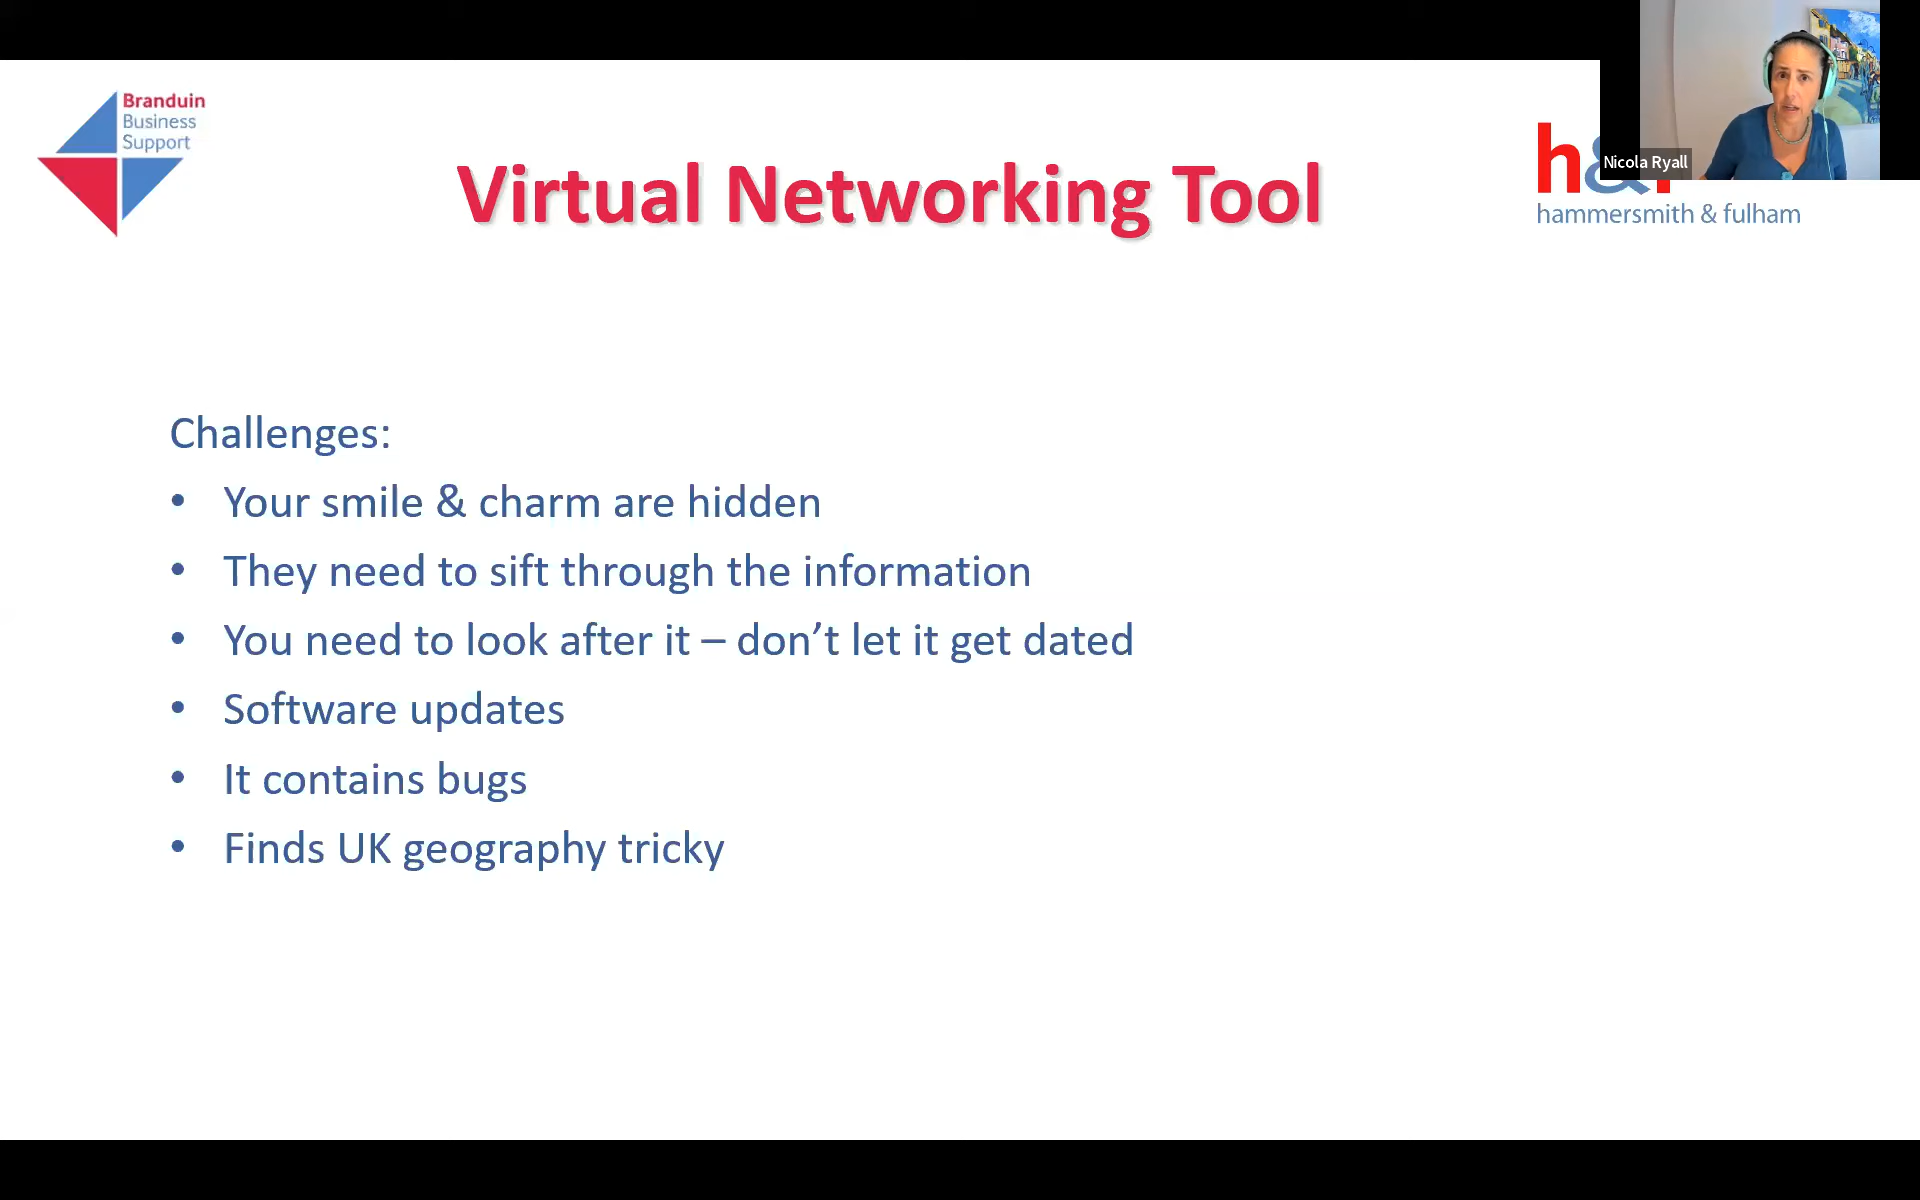 Branduin
Business
Support
Virtual Networking Tool
h&f
hammersmith & fulham
Nicola Ryall
Challenges:
• Your smile & charm are hidden
• They need to sift through the information
• You need to look after it – don’t let it get dated
• Software updates
• It contains bugs
• Finds UK geography tricky